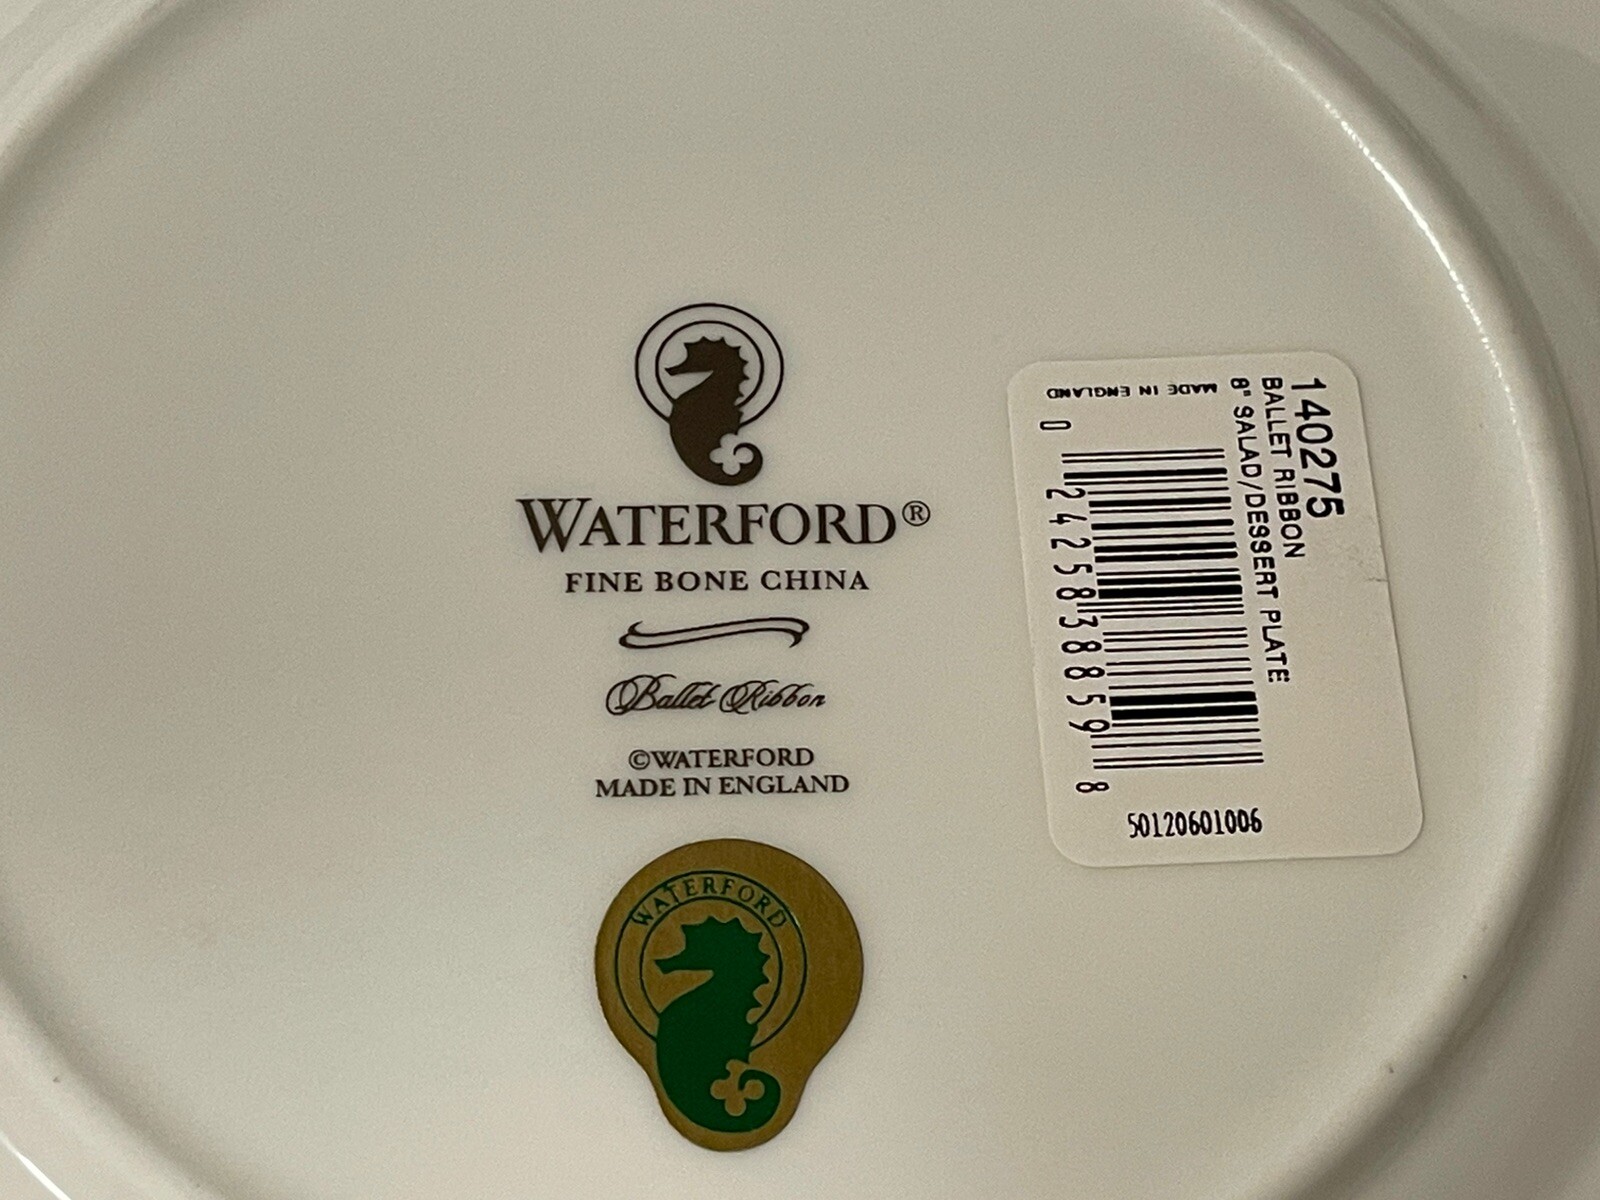 WATERFORD®
FINE BONE CHINA
Ballet Ribbon
©WATERFORD
MADE IN ENGLAND
WATERFORD
140275
BALLET RIBBON
8" SALAD/DESSERT PLATE
MADE IN ENGLAND
0 24258 38859 8
50120601006